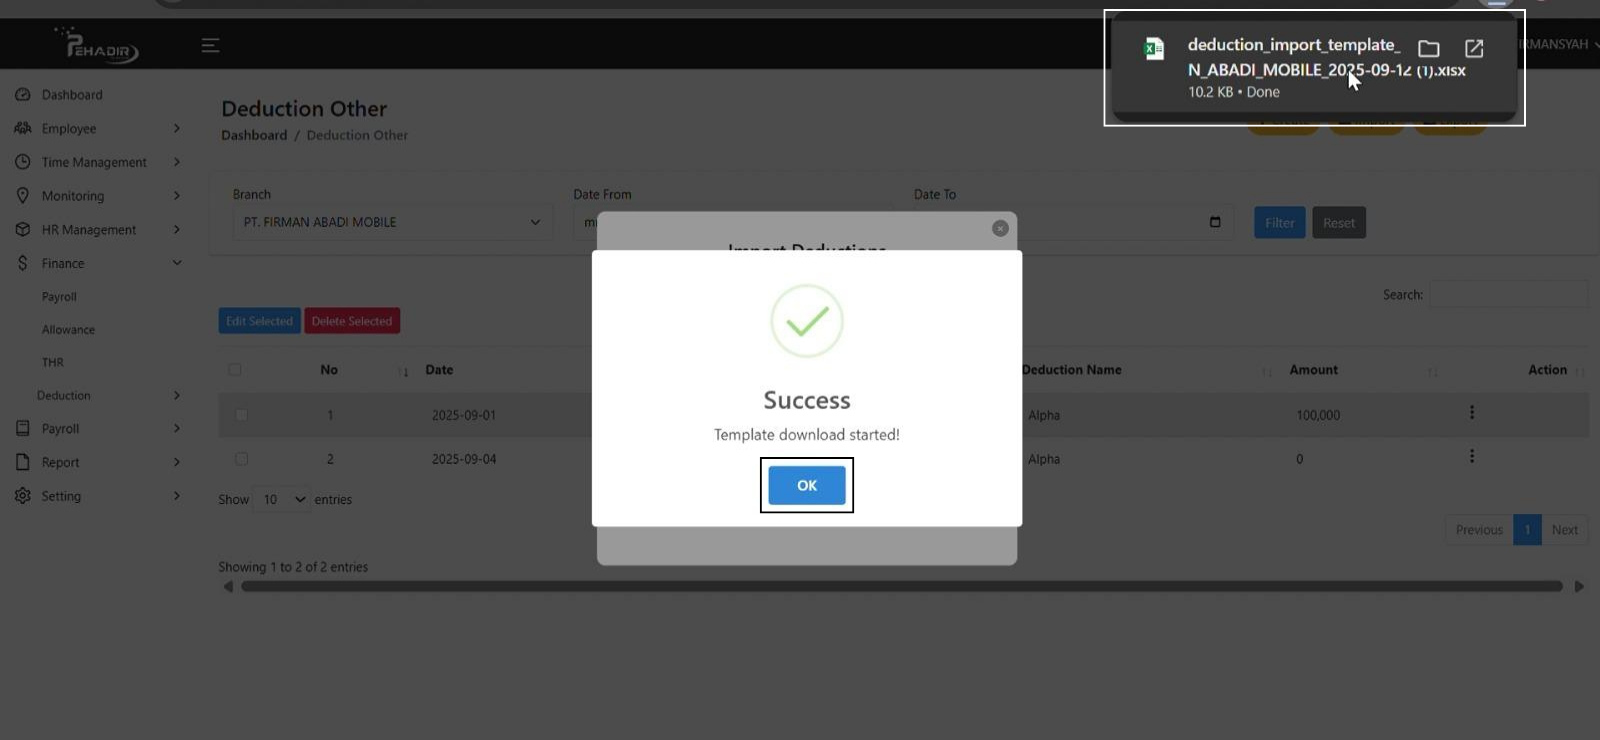 PEHADIR
deduction_import_template_
N_ABADI_MOBILE_2025-09-12 (1).xlsx
10.2 KB • Done
IRMANSYAH
Dashboard
Employee
Time Management
Monitoring
HR Management
Finance
Payroll
Allowance
THR
Deduction
Payroll
Report
Setting
Deduction Other
Dashboard / Deduction Other
Branch
Date From
Date To
PT. FIRMAN ABADI MOBILE
Filter
Reset
Import Deductions
Search:
Edit Selected
Delete Selected
No
Date
Deduction Name
Amount
Action
1 2025-09-01 Alpha 100,000
2 2025-09-04 Alpha 0
Success
Template download started!
OK
Show 10 entries
Previous 1 Next
Showing 1 to 2 of 2 entries